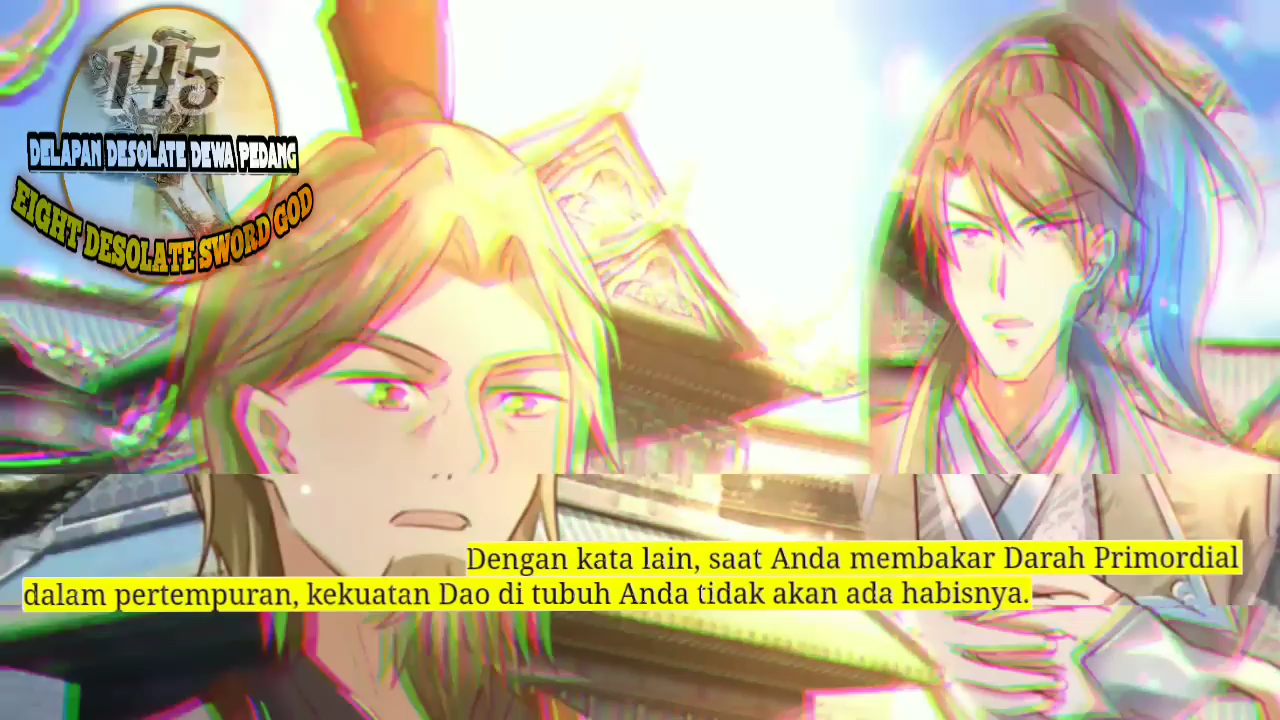 145
DELAPAN DESOLATE DEWA PEDANG
EIGHT DESOLATE SWORD GOD
Dengan kata lain, saat Anda membakar Darah Primordial
dalam pertempuran, kekuatan Dao di tubuh Anda tidak akan ada habisnya.